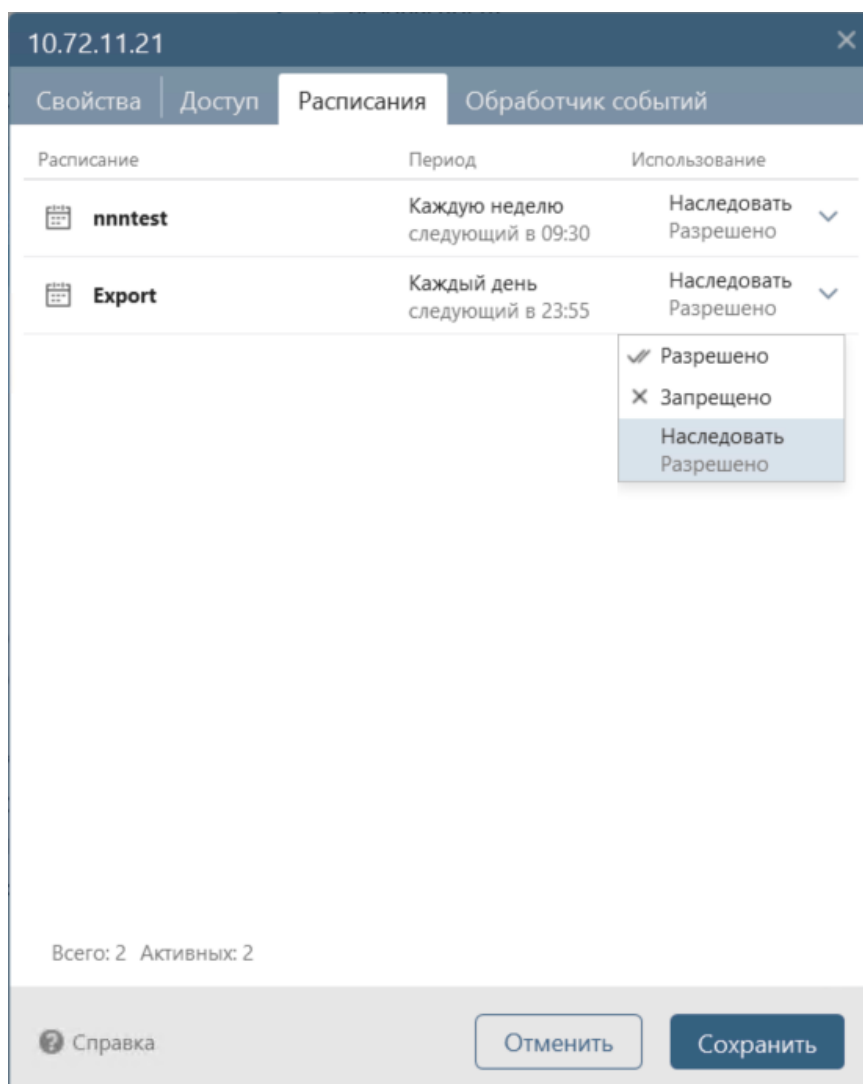 10.72.11.21
Свойства Доступ Расписания Обработчик событий
Расписание Период Использование
nnntest Каждую неделю Наследовать
следующий в 09:30 Разрешено
Export Каждый день Наследовать
следующий в 23:55 Разрешено
Разрешено
Запрещено
Наследовать
Разрешено
Всего: 2 Активных: 2
Справка Отменить Сохранить